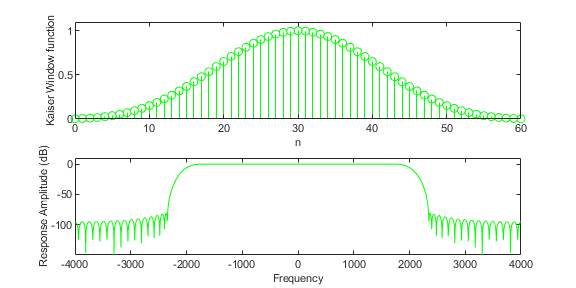 Kaiser Window function
1
0.5
0
0 10 20 30 40 50 60
n
Response Amplitude (dB)
0
-50
-100
-4000 -3000 -2000 -1000 0 1000 2000 3000 4000
Frequency